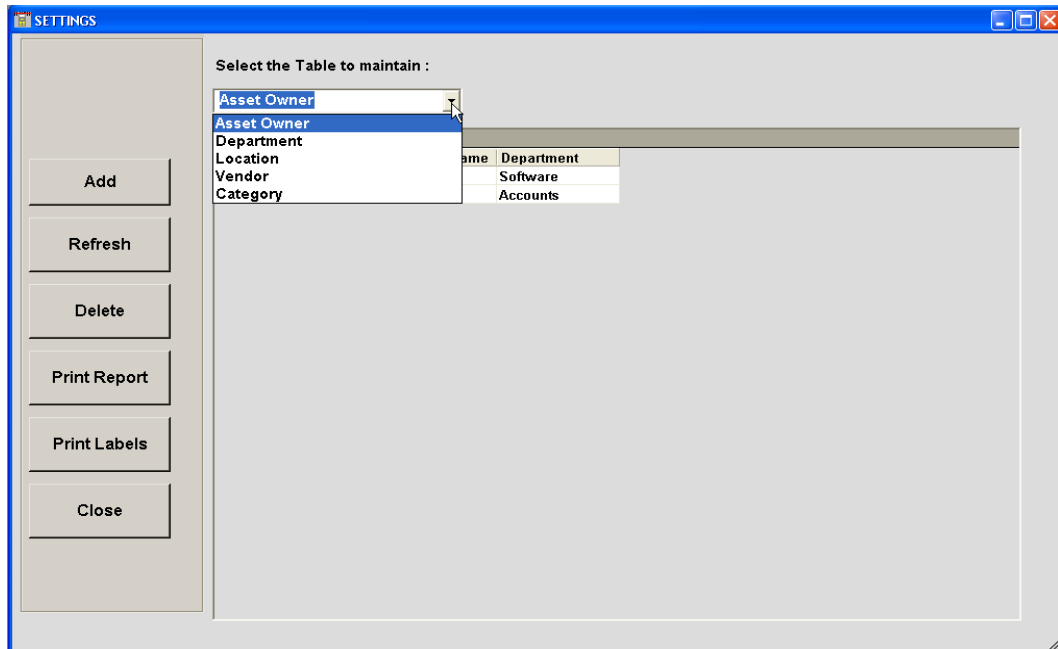 SETTINGS
Select the Table to maintain :
Asset Owner
Asset Owner
Department
Location
Vendor
Category
Department
Software
Accounts
Add
Refresh
Delete
Print Report
Print Labels
Close